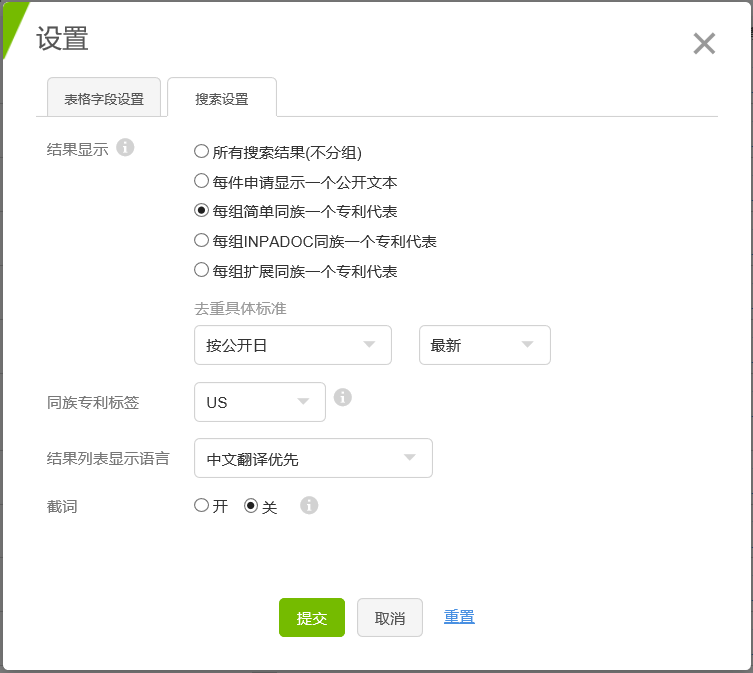 设置
表格字段设置 搜索设置
结果显示
所有搜索结果(不分组)
每件申请显示一个公开文本
每组简单同族一个专利代表
每组INPADOC同族一个专利代表
每组扩展同族一个专利代表
去重具体标准
按公开日 最新
同族专利标签 US
结果列表显示语言 中文翻译优先
截词 开 关
提交 取消 重置